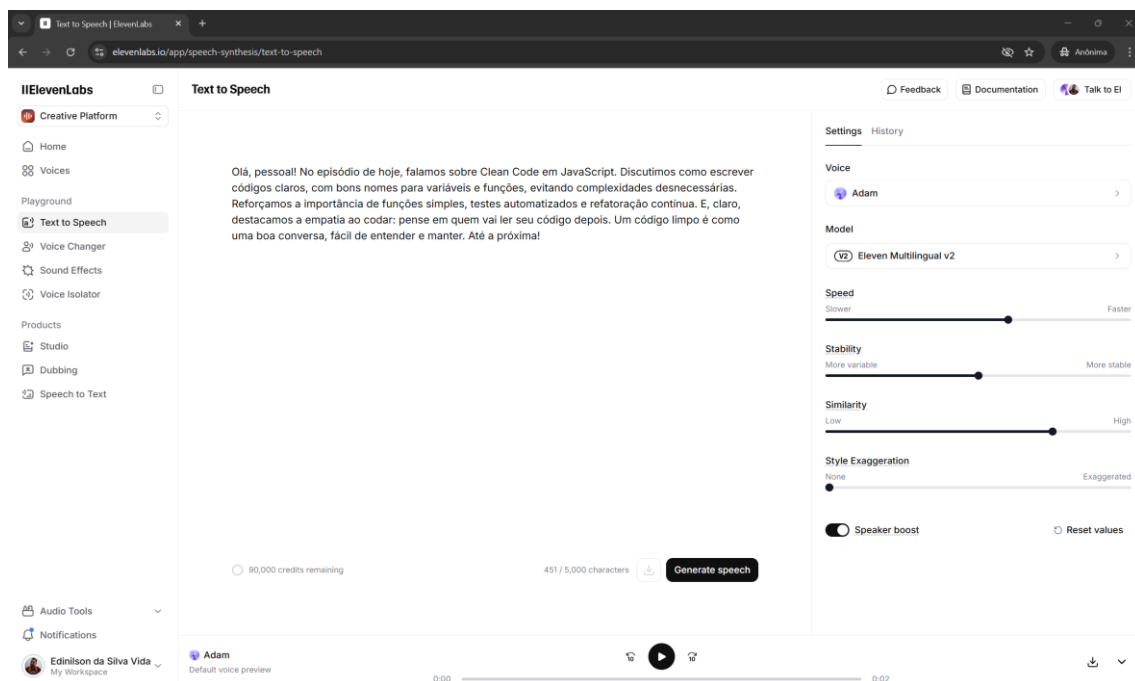 Text to Speech | ElevenLabs
elevenlabs.io/app/speech-synthesis/text-to-speech
Anônima
IIElevenLabs
Creative Platform
Home
Voices
Playground
Text to Speech
Voice Changer
Sound Effects
Voice Isolator
Products
Studio
Dubbing
Speech to Text
Audio Tools
Notifications
Edinilson da Silva Vida
My Workspace
Text to Speech
Feedback
Documentation
Talk to El
Olá, pessoal! No episódio de hoje, falamos sobre Clean Code em JavaScript. Discutimos como escrever
códigos claros, com bons nomes para variáveis e funções, evitando complexidades desnecessárias.
Reforçamos a importância de funções simples, testes automatizados e refatoração contínua. E, claro,
destacamos a empatia ao codar: pense em quem vai ler seu código depois. Um código limpo é como
uma boa conversa, fácil de entender e manter. Até a próxima!
90,000 credits remaining
451 / 5,000 characters
Generate speech
Settings History
Voice
Adam
Model
V2 Eleven Multilingual v2
Speed
Slower Faster
Stability
More variable More stable
Similarity
Low High
Style Exaggeration
None Exaggerated
Speaker boost
Reset values
Adam
Default voice preview
10 10
0:00 0:02